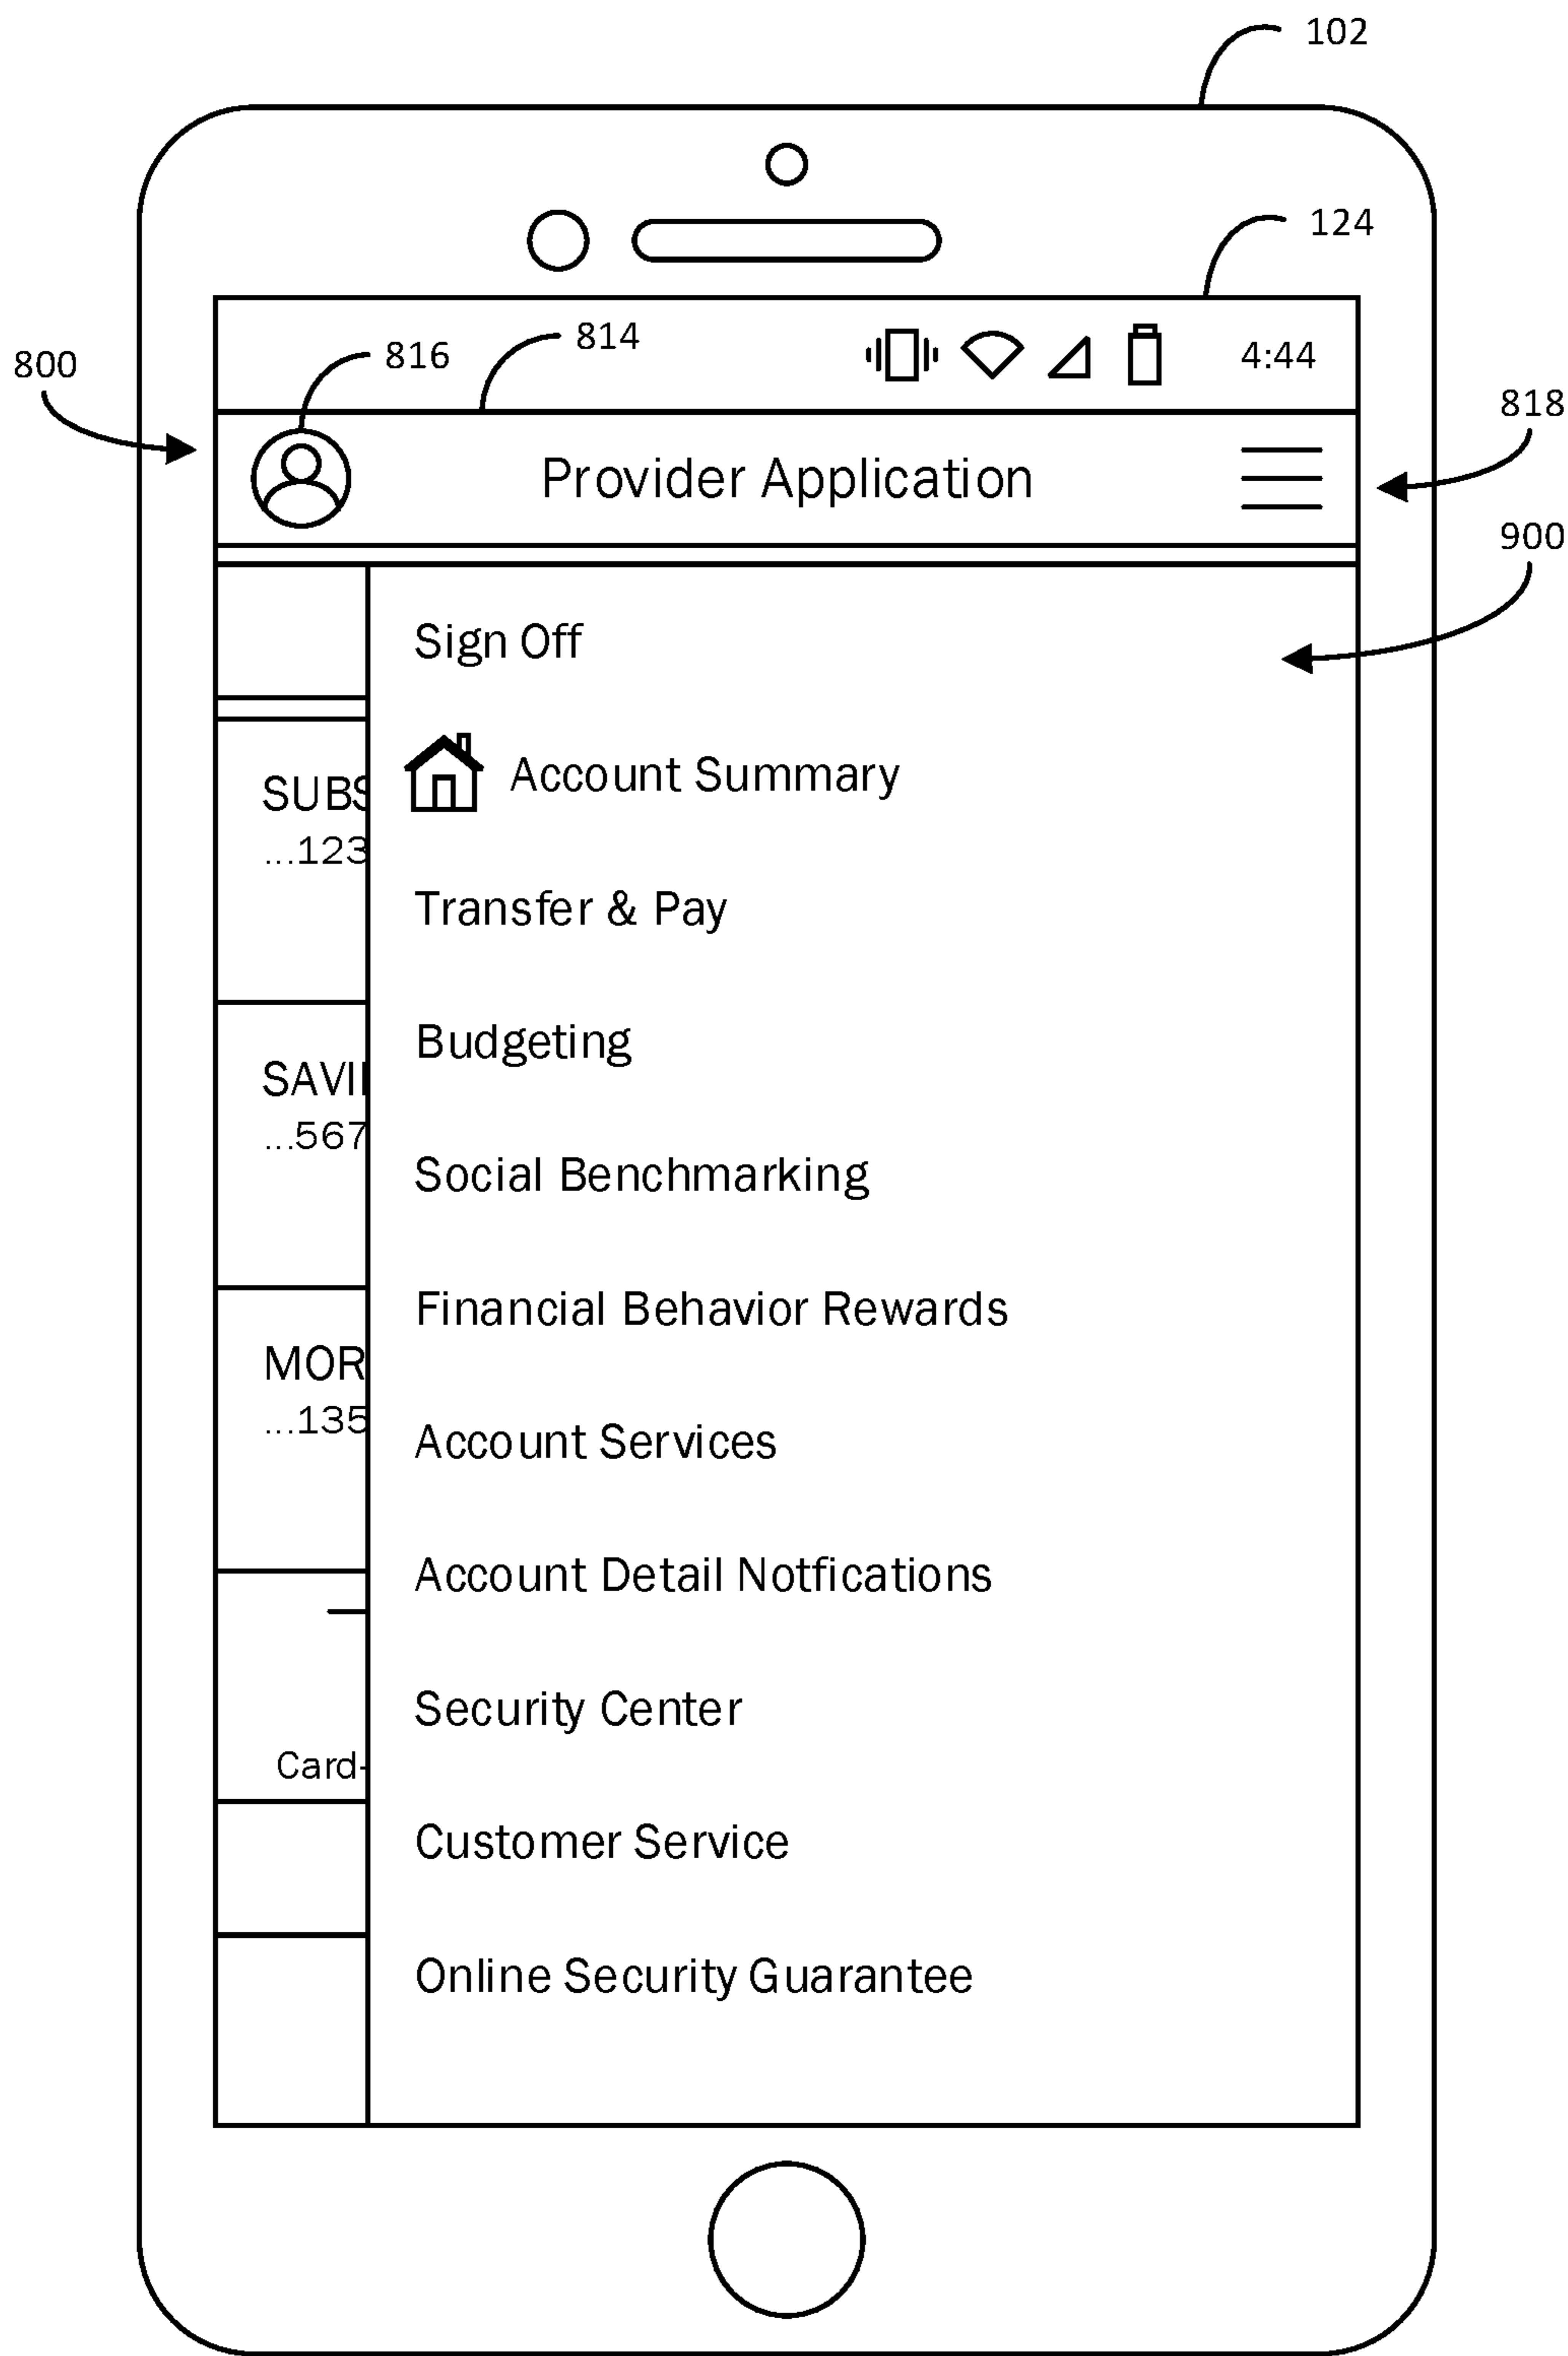 102
124
800
816
814
4:44
818
Provider Application
900
Sign Off
Account Summary
SUBS
...123
Transfer & Pay
Budgeting
SAVI
...567
Social Benchmarking
Financial Behavior Rewards
MOR
...135
Account Services
Account Detail Notfications
Security Center
Card-
Customer Service
Online Security Guarantee